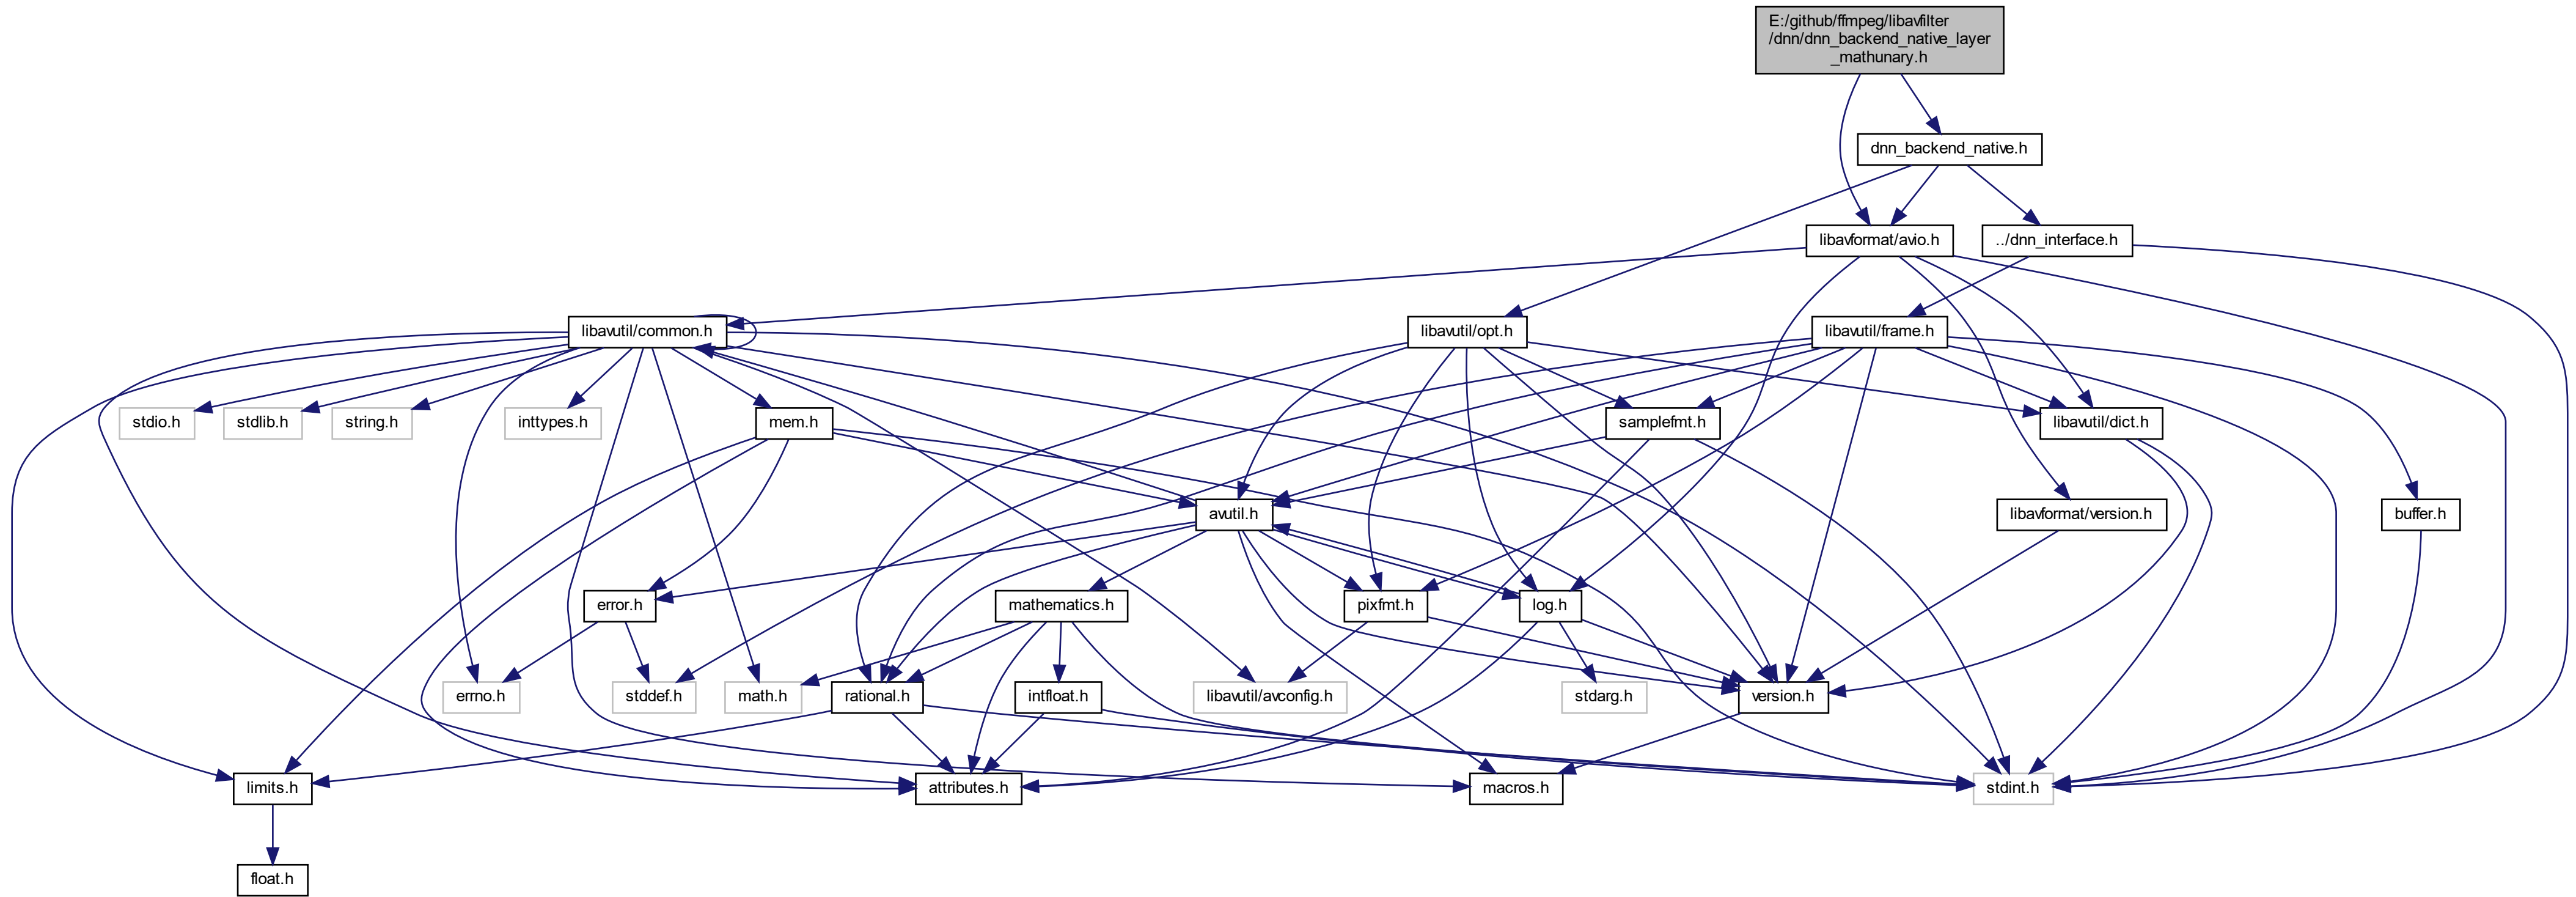 E:/github/ffmpeg/libavfilter
/dnn/dnn_backend_native_layer
_mathunary.h
dnn_backend_native.h
libavformat/avio.h
../dnn_interface.h
libavutil/common.h
libavutil/opt.h
libavutil/frame.h
stdio.h
stdlib.h
string.h
inttypes.h
mem.h
samplefmt.h
libavutil/dict.h
avutil.h
libavformat/version.h
buffer.h
error.h
mathematics.h
pixfmt.h
log.h
errno.h
stddef.h
math.h
rational.h
intfloat.h
libavutil/avconfig.h
stdarg.h
version.h
limits.h
attributes.h
macros.h
stdint.h
float.h